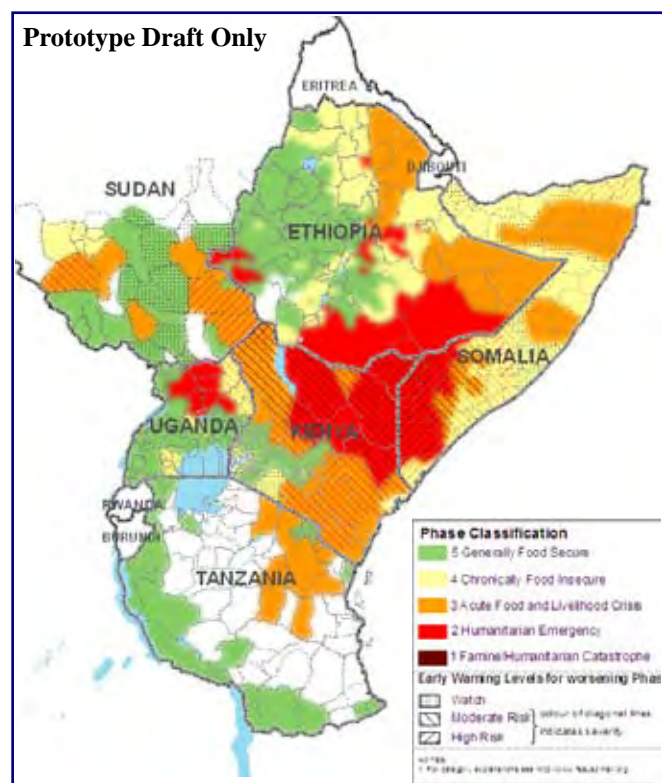 Prototype Draft Only
ERITREA
SUDAN
DJIBOUTI
ETHIOPIA
SOMALIA
UGANDA
KENYA
RWANDA
BURUNDI
TANZANIA
Phase Classification
5 Generally Food Secure
4 Chronically Food Insecure
3 Acute Food and Livelihood Crisis
2 Humanitarian Emergency
1 Famine/Humanitarian Catastrophe
Early Warning Levels for worsening Phase
Watch
Moderate Risk
colour of diagonal lines
High Risk
indicates severity